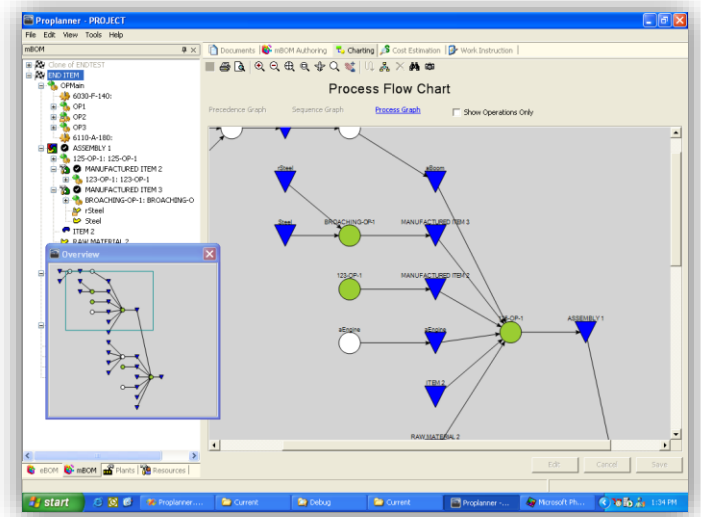 Proplanner - PROJECT
File Edit View Tools Help
mBOM
Documents mBOM Authoring Charting Cost Estimation Work Instruction
Clone of ENDTEST
END ITEM
OPMain
6030-F-140:
OP1
OP2
OP3
6110-A-180:
ASSEMBLY 1
125-OP-1: 125-OP-1
MANUFACTURED ITEM 2
123-OP-1: 123-OP-1
MANUFACTURED ITEM 3
BROACHING-OP-1: BROACHING-O
rSteel
Steel
ITEM 2
RAW MATERIAL 2
Overview
Process Flow Chart
Precedence Graph Sequence Graph Process Graph Show Operations Only
rSteel
Steel BROACHING-OP-1 MANUFACTURED ITEM 3
123-OP-1 MANUFACTURED ITEM 2
125-OP-1 ASSEMBLY 1
aEngine
ITEM 2
RAW MATERIAL 2
eBOM mBOM Plants Resources
Edit Cancel Save
start Proplanner.... Current Debug Current Proplanner -... Microsoft Ph... 1:34 PM